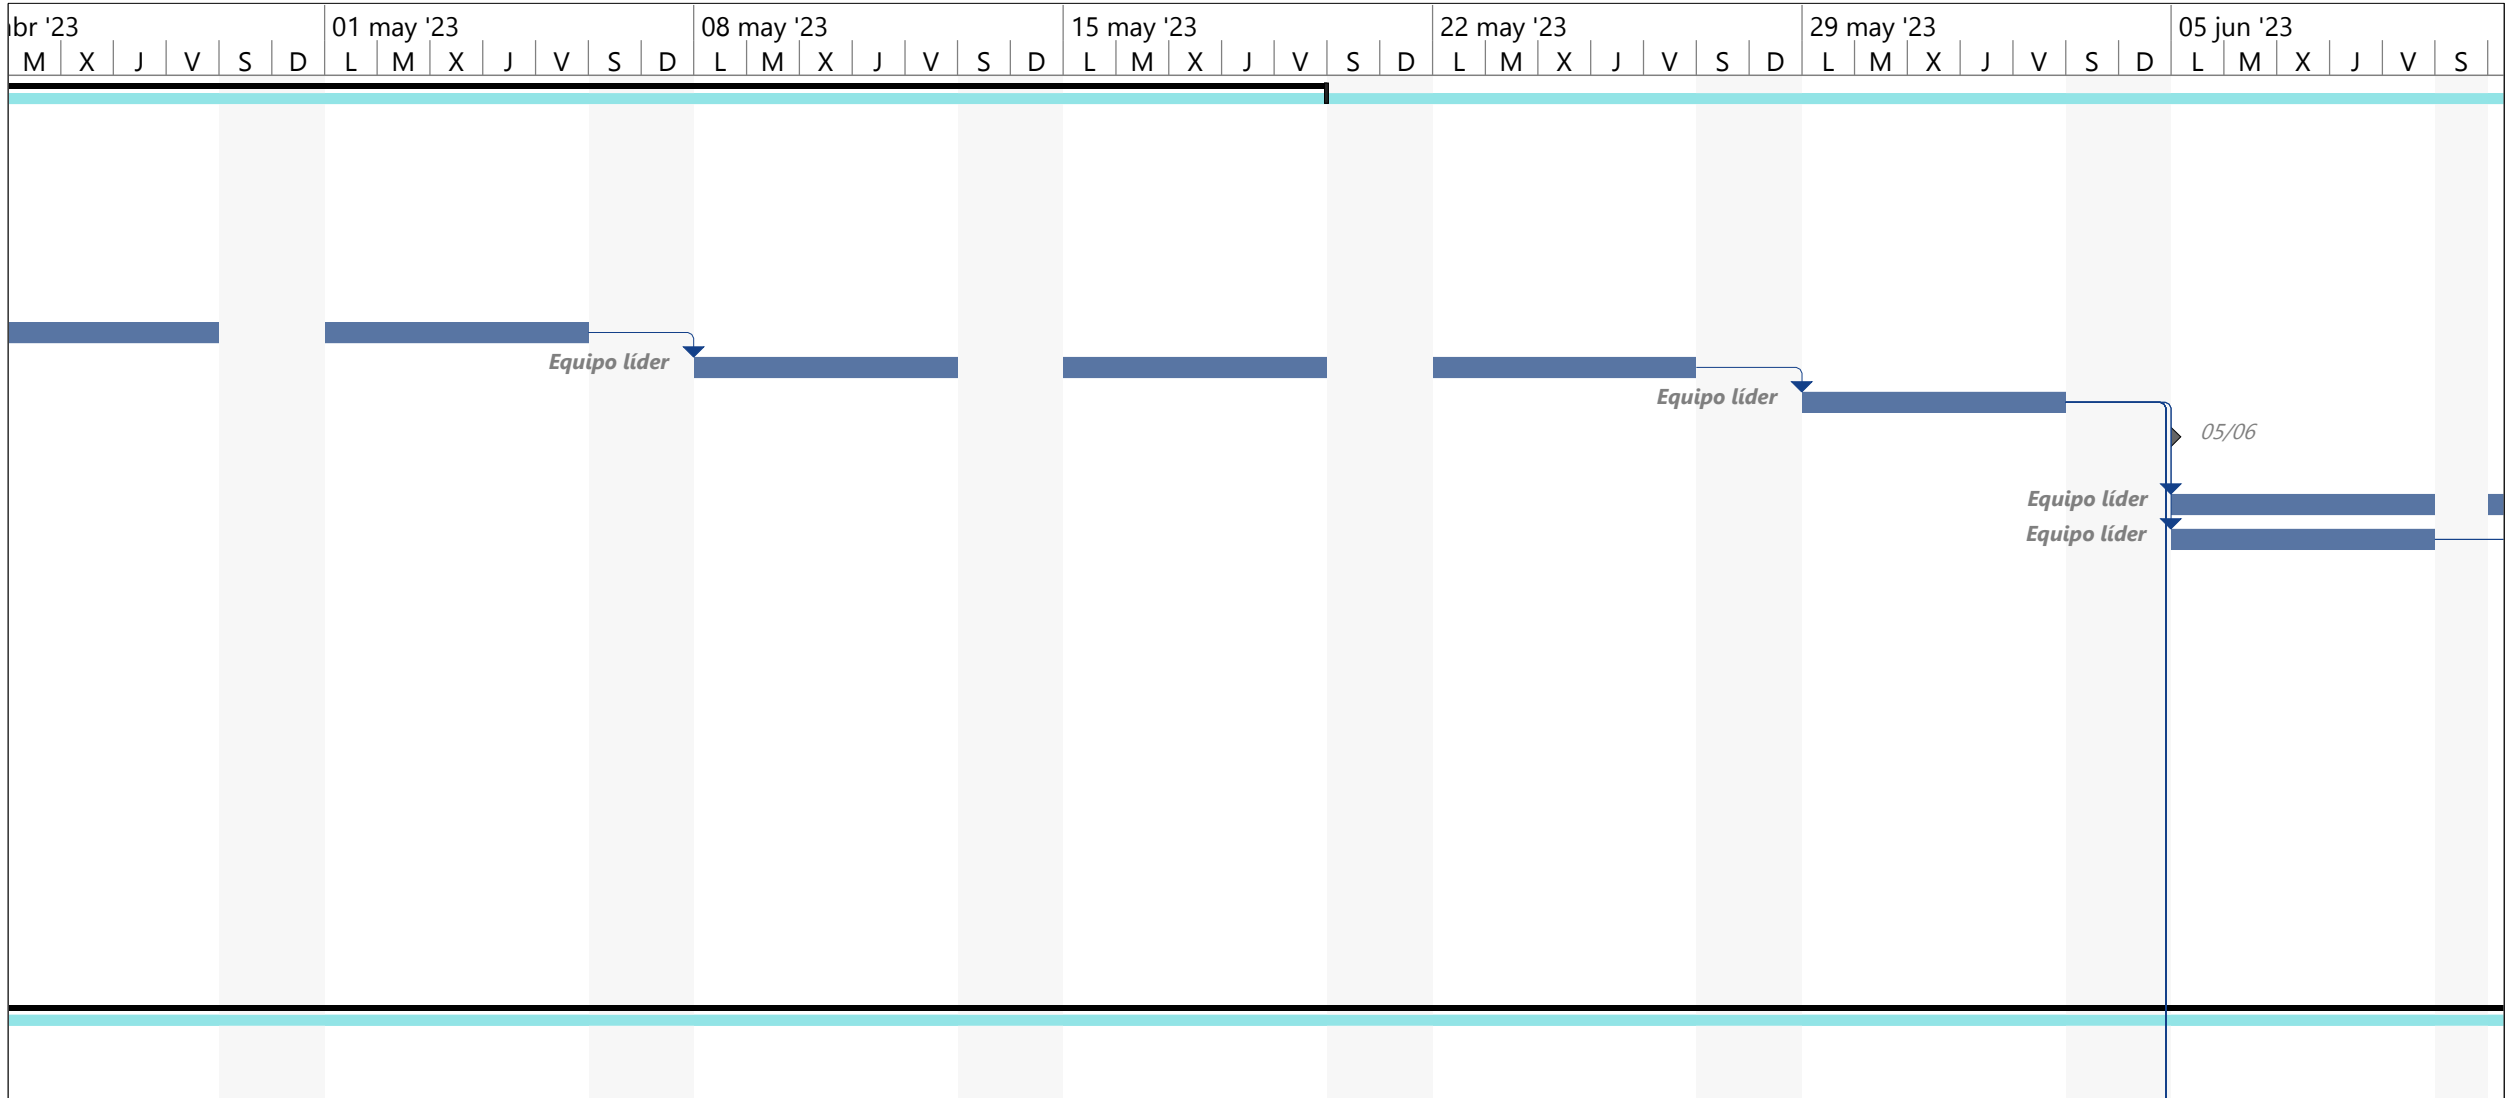 br '23 01 may '23 08 may '23 15 may '23 22 may '23 29 may '23 05 jun '23
M X J V S D L M X J V S D L M X J V S D L M X J V S D L M X J V S D L M X J V S D L M X J V S
Equipo líder
Equipo líder
05/06
Equipo líder
Equipo líder